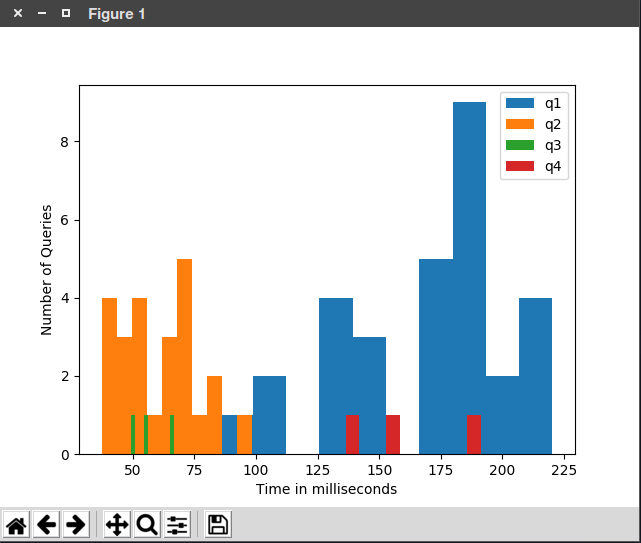 Figure 1
q1
q2
q3
q4
8
6
4
2
0
Number of Queries
50 75 100 125 150 175 200 225
Time in milliseconds